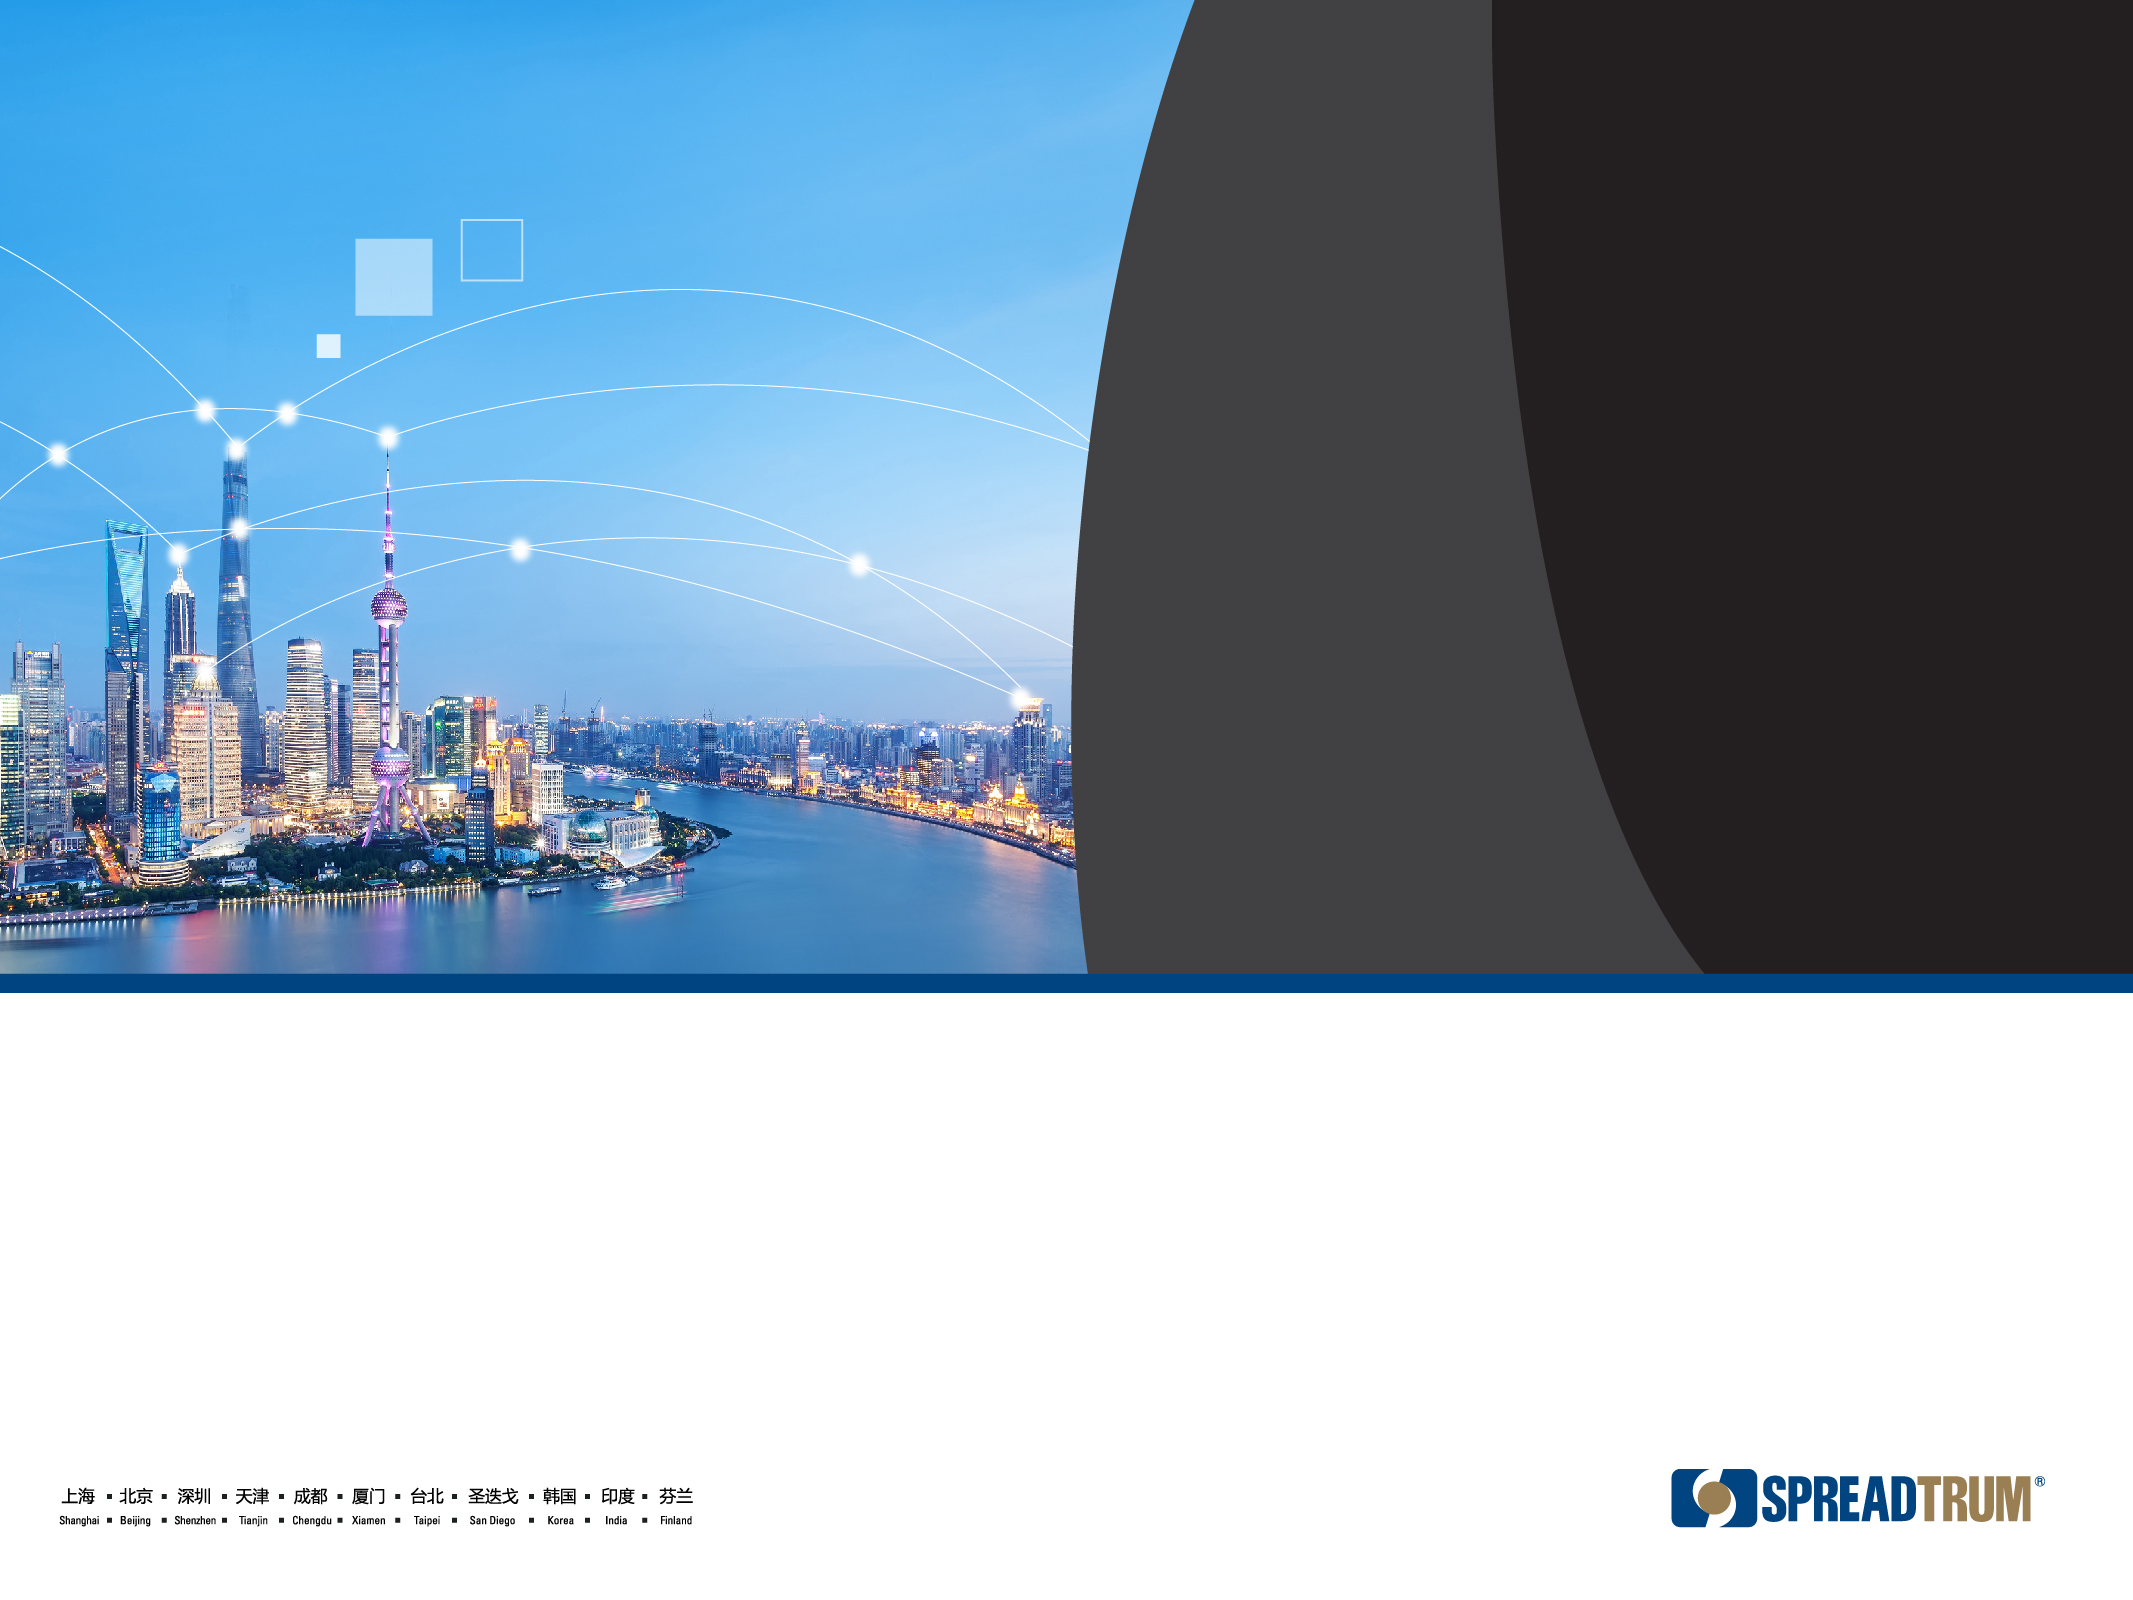 上海 ▪ 北京 ▪ 深圳 ▪ 天津 ▪ 成都 ▪ 厦门 ▪ 台北 ▪ 圣迭戈 ▪ 韩国 ▪ 印度 ▪ 芬兰
Shanghai ▪ Beijing ▪ Shenzhen ▪ Tianjin ▪ Chengdu ▪ Xiamen ▪ Taipei ▪ San Diego ▪ Korea ▪ India ▪ Finland
SPREADTRUM®